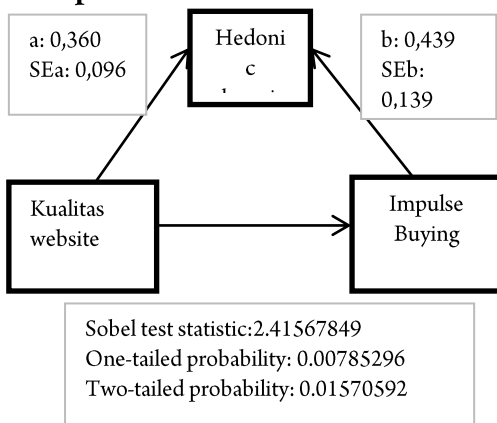 a: 0,360
SEa: 0,096
Hedoni
c
b: 0,439
SEb:
0,139
Kualitas
website
Impulse
Buying
Sobel test statistic:2.41567849
One-tailed probability: 0.00785296
Two-tailed probability: 0.01570592